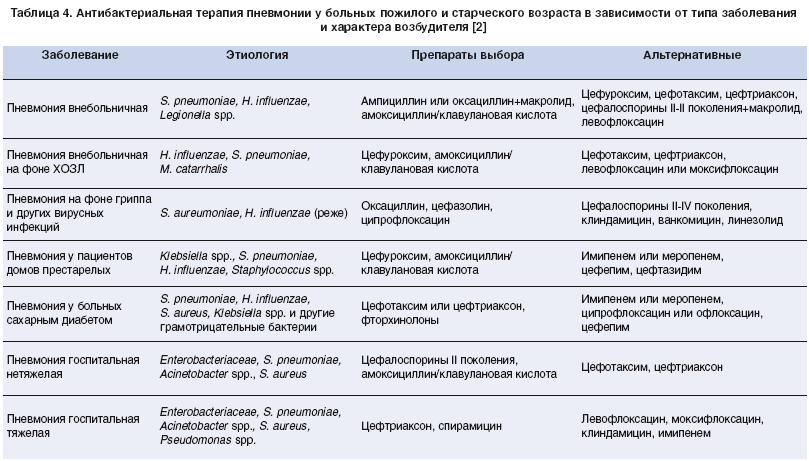 Таблица 4. Антибактериальная терапия пневмонии у больных пожилого и старческого возраста в зависимости от типа заболевания
и характера возбудителя [2]
Заболевание Этиология Препараты выбора Альтернативные
Пневмония внебольничная
S. pneumoniae, H. influenzae,
Legionella spp.
Ампициллин или оксациллин+макролид,
амоксициллин/клавулановая кислота
Цефуроксим, цефотаксим, цефтриаксон,
цефалоспорины II-II поколения+макролид,
левофлоксацин
Пневмония внебольничная
на фоне ХОЗЛ
H. influenzae, S. pneumoniae,
M. catarrhalis
Цефуроксим, амоксициллин/
клавулановая кислота
Цефотаксим, цефтриаксон,
левофлоксацин или моксифлоксацин
Пневмония на фоне гриппа
и других вирусных
инфекций
S. aureumoniae, H. influenzae (реже)
Оксациллин, цефазолин,
ципрофлоксацин
Цефалоспорины II-IV поколения,
клиндамицин, ванкомицин, линезолид
Пневмония у пациентов
домов престарелых
Klebsiella spp., S. pneumoniae,
H. influenzae, Staphylococcus spp.
Цефуроксим, амоксициллин/
клавулановая кислота
Имипенем или меропенем,
цефепим, цефтазидим
Пневмония у больных
сахарным диабетом
S. pneumoniae, H. influenzae,
S. aureus, Klebsiella spp. и другие
грамотрицательные бактерии
Цефотаксим или цефтриаксон,
фторхинолоны
Имипенем или меропенем,
ципрофлоксацин или офлоксацин,
цефепим
Пневмония госпитальная
нетяжелая
Enterobacteriaceae, S. pneumoniae,
Acinetobacter spp., S. aureus
Цефалоспорины II поколения,
амоксициллин/клавулановая кислота
Цефотаксим, цефтриаксон
Пневмония госпитальная
тяжелая
Enterobacteriaceae, S. pneumoniae,
Acinetobacter spp., S. aureus,
Pseudomonas spp.
Цефтриаксон, спирамицин
Левофлоксацин, моксифлоксацин,
клиндамицин, имипенем